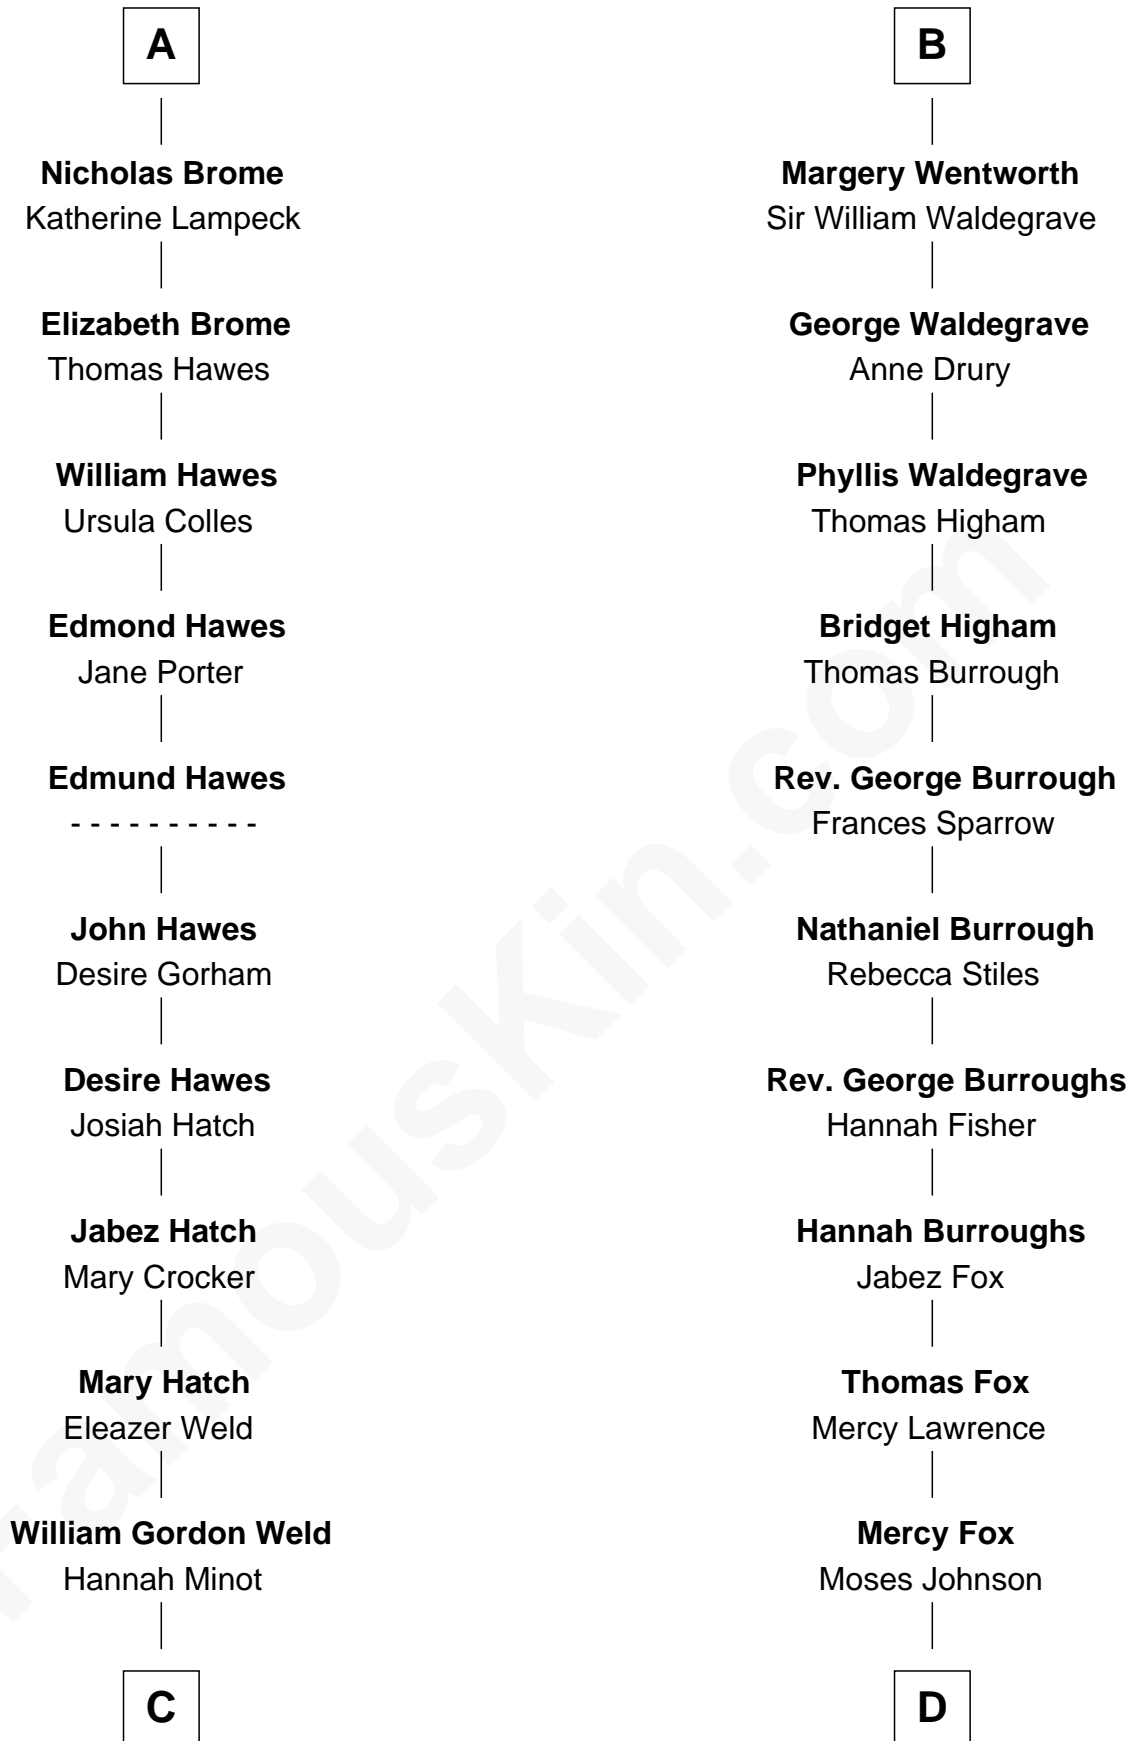 A
Nicholas Brome
Katherine Lampeck
Elizabeth Brome
Thomas Hawes
William Hawes
Ursula Colles
Edmond Hawes
Jane Porter
Edmund Hawes
- - - - - - - - - -
John Hawes
Desire Gorham
Desire Hawes
Josiah Hatch
Jabez Hatch
Mary Crocker
Mary Hatch
Eleazer Weld
William Gordon Weld
Hannah Minot
C
B
Margery Wentworth
Sir William Waldegrave
George Waldegrave
Anne Drury
Phyllis Waldegrave
Thomas Higham
Bridget Higham
Thomas Burrough
Rev. George Burrough
Frances Sparrow
Nathaniel Burrough
Rebecca Stiles
Rev. George Burroughs
Hannah Fisher
Hannah Burroughs
Jabez Fox
Thomas Fox
Mercy Lawrence
Mercy Fox
Moses Johnson
D
FamousKin.com